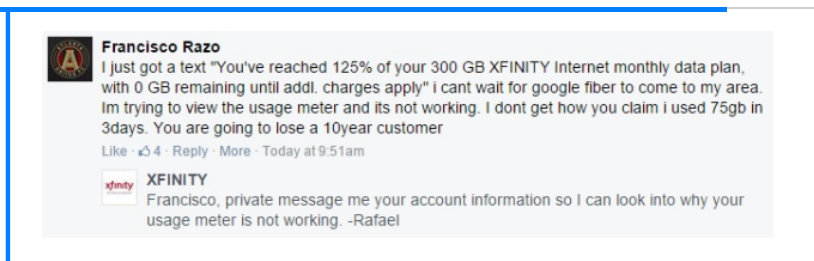 Francisco Razo
I just got a text "You've reached 125% of your 300 GB XFINITY Internet monthly data plan,
with 0 GB remaining until addl. charges apply" i cant wait for google fiber to come to my area.
Im trying to view the usage meter and its not working. I dont get how you claim i used 75gb in
3days. You are going to lose a 10year customer
Like · 4 · Reply · More · Today at 9:51am
xfinity
XFINITY
Francisco, private message me your account information so I can look into why your
usage meter is not working. -Rafael